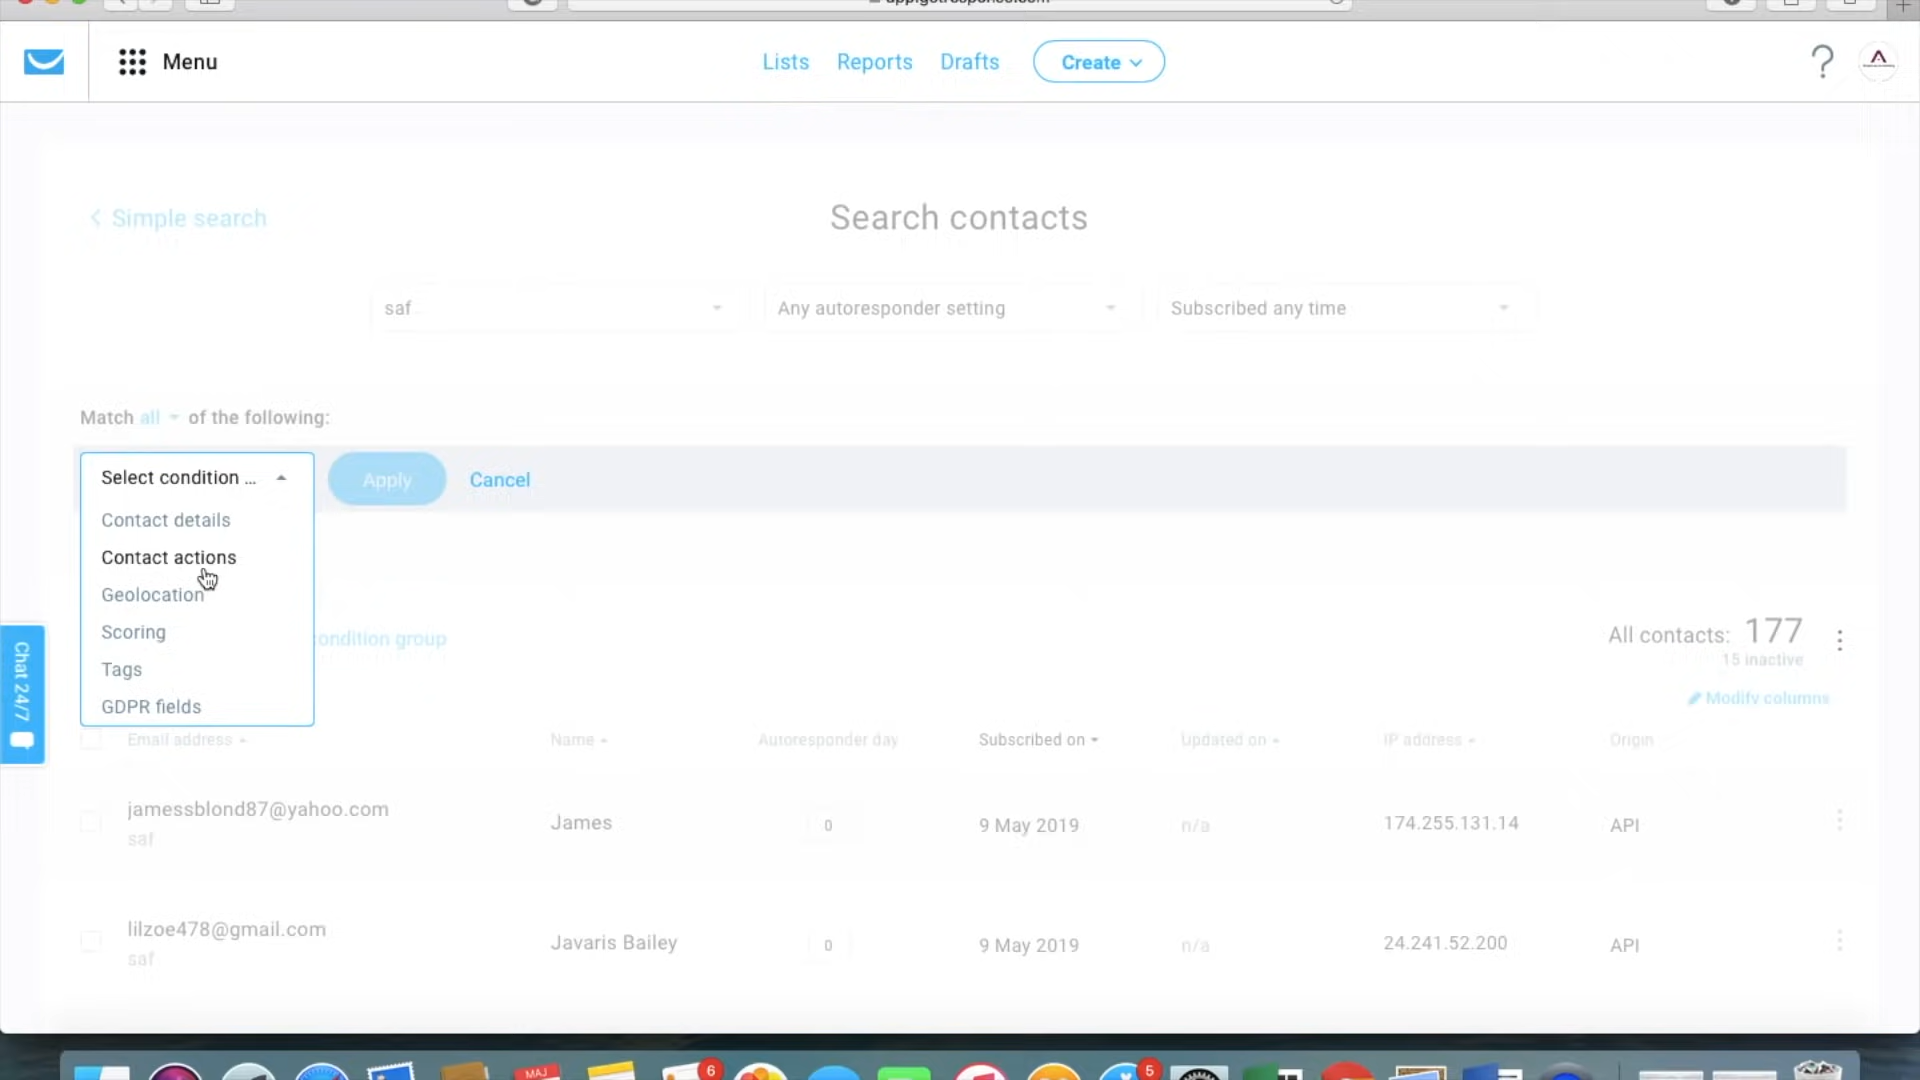 Menu
Lists
Reports
Drafts
Create
?
< Simple search
Search contacts
saf
Any autoresponder setting
Subscribed any time
Match all of the following:
Select condition ...
Apply
Cancel
Contact details
Contact actions
Geolocation
Scoring
Tags
GDPR fields
condition group
All contacts: 177
15 inactive
Modify columns
Chat 24/7
Email address
Name
Autoresponder day
Subscribed on
Updated on
IP address
Origin
jamessblond87@yahoo.com
saf
James
0
9 May 2019
n/a
174.255.131.14
API
lilzoe478@gmail.com
saf
Javaris Bailey
0
9 May 2019
n/a
24.241.52.200
API
MAJ
6
5